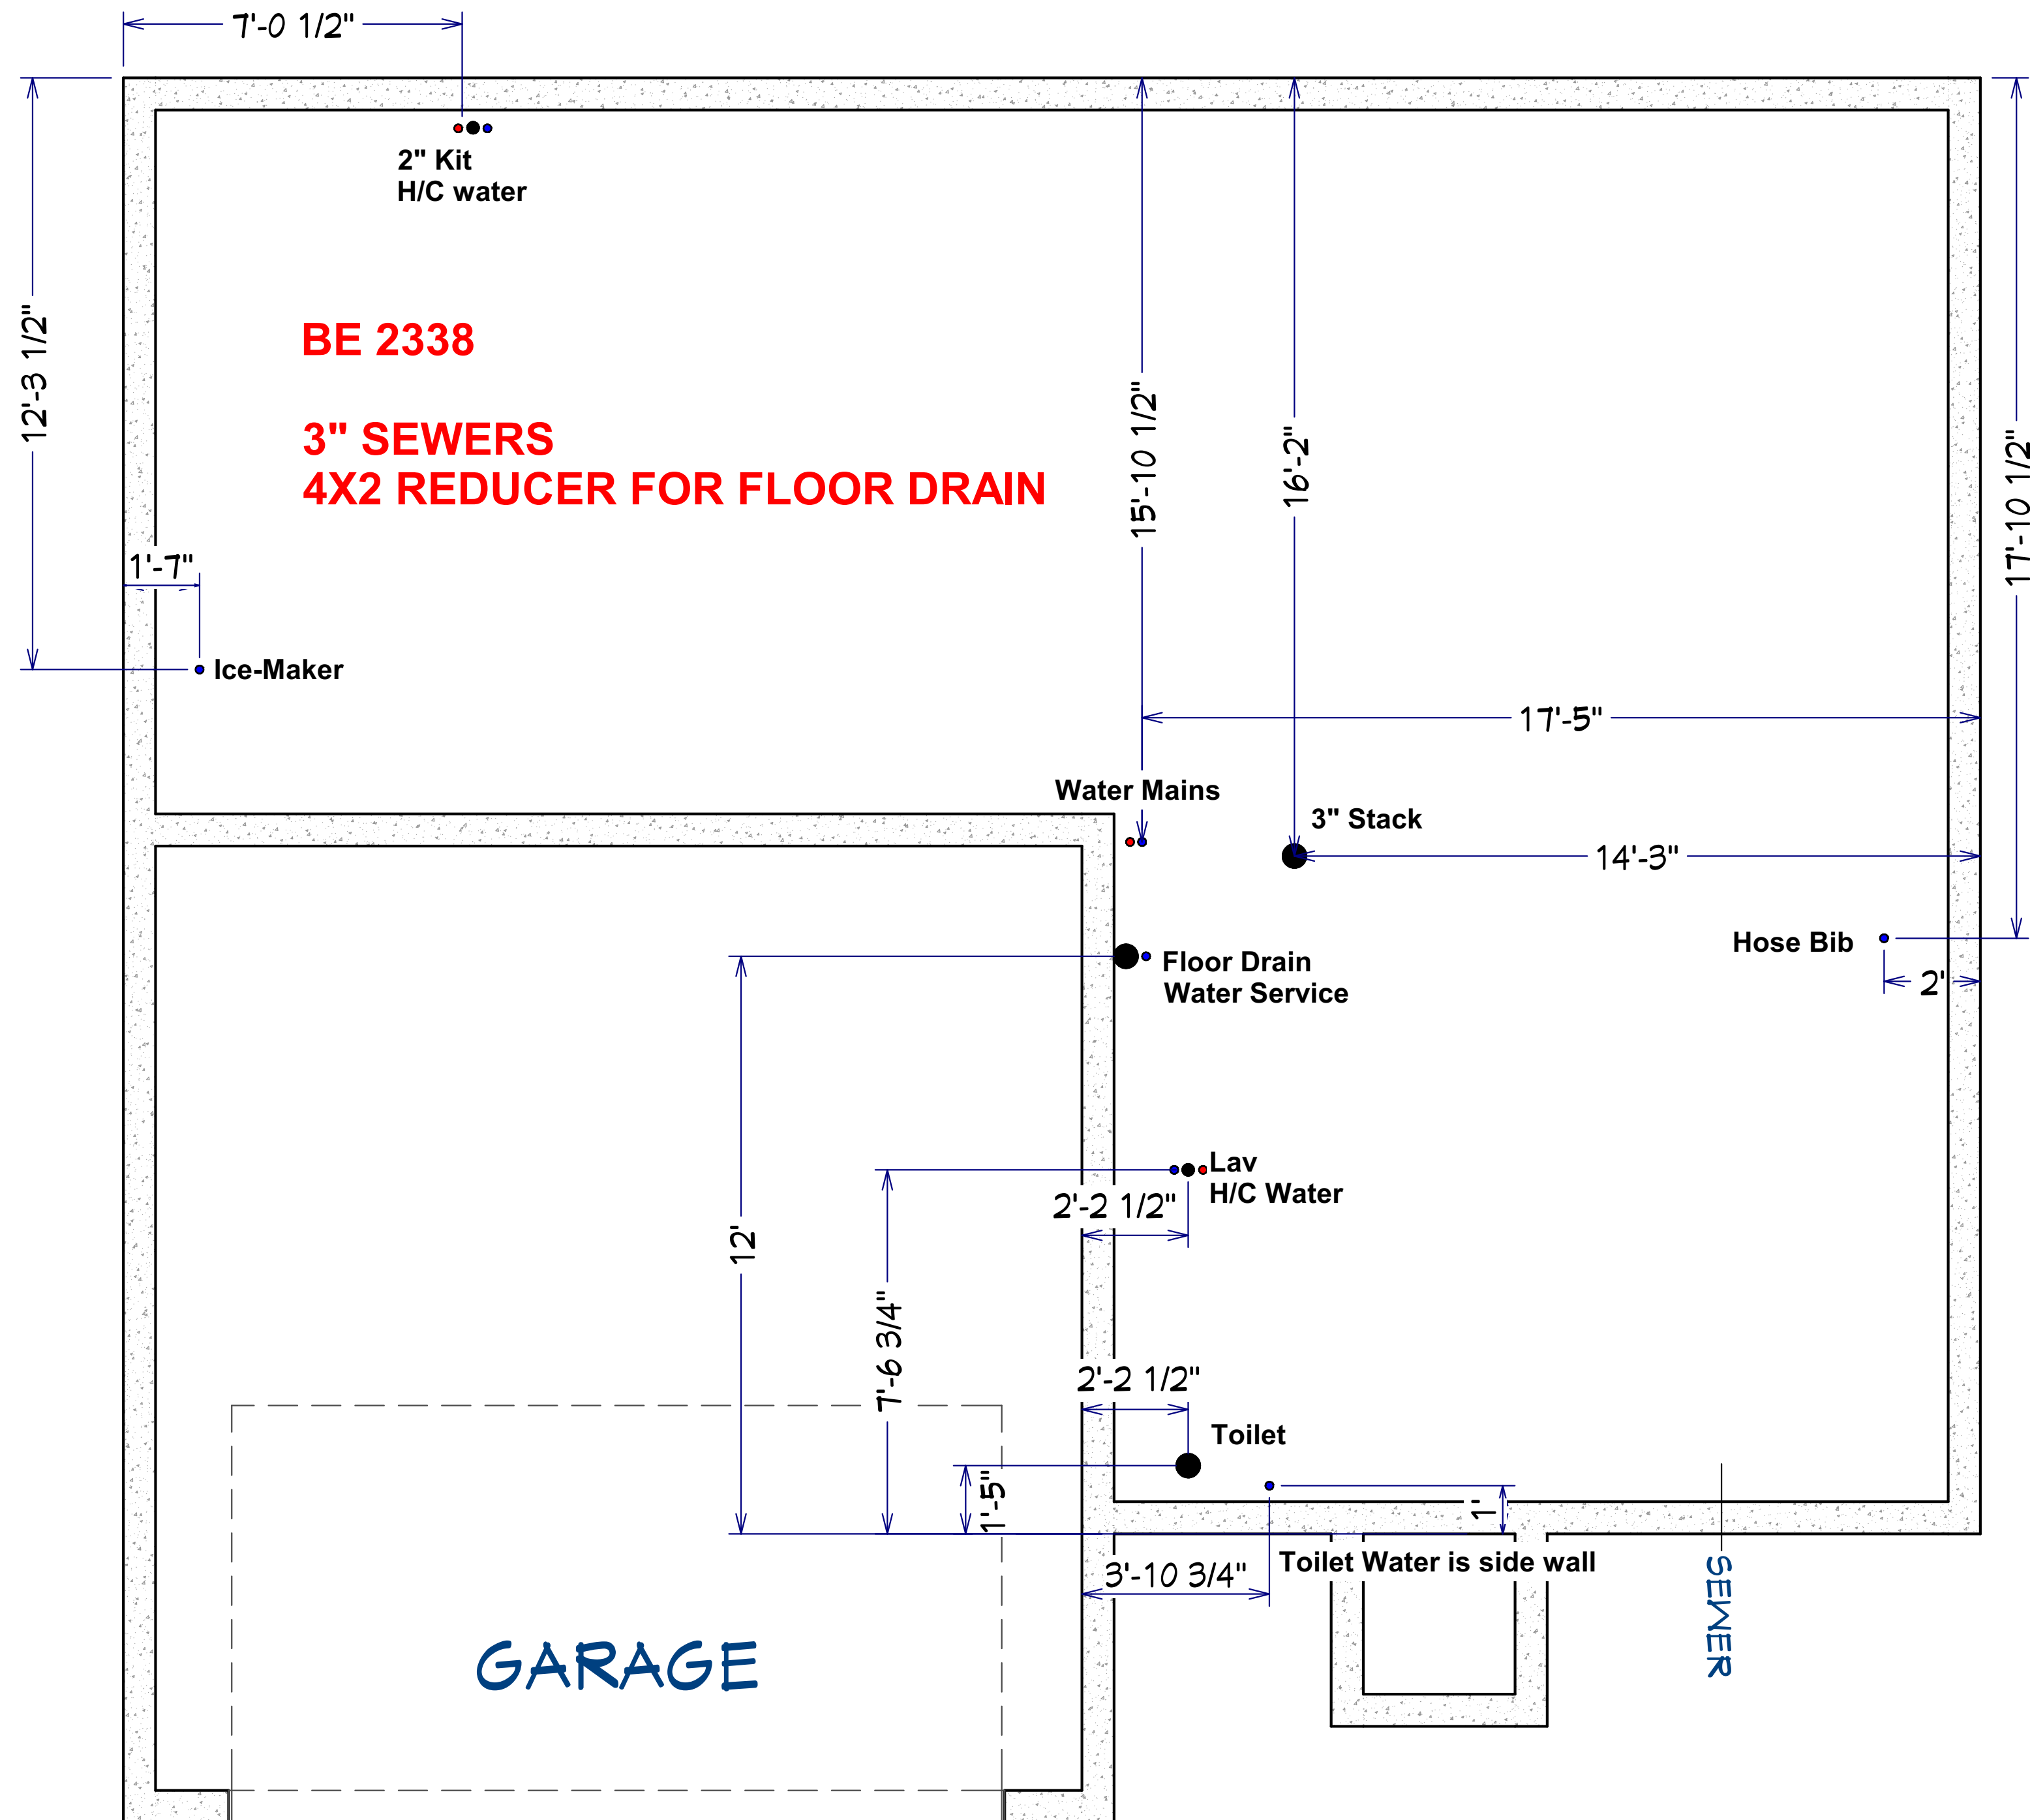 7'-0 1/2"
2" Kit
H/C water
12'-3 1/2"
BE 2338
3" SEWERS
4X2 REDUCER FOR FLOOR DRAIN
15'-10 1/2"
16'-2"
17'-10 1/2"
1'-7"
Ice-Maker
17'-5"
Water Mains
3" Stack
14'-3"
Hose Bib
2'
Floor Drain
Water Service
12'
Lav
H/C Water
2'-2 1/2"
7'-6 3/4"
2'-2 1/2"
Toilet
1'-5"
1'
3'-10 3/4"
Toilet Water is side wall
SEWER
GARAGE